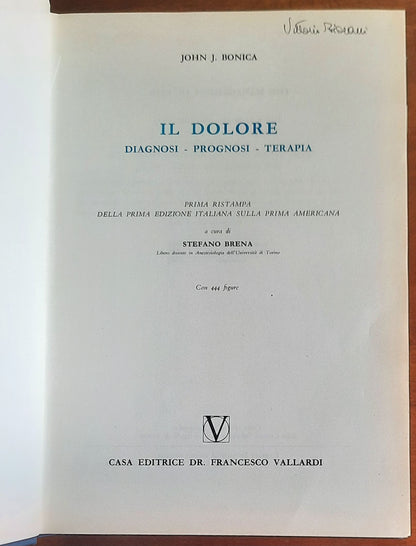 Vittorio
JOHN J. BONICA
IL DOLORE
DIAGNOSI - PROGNOSI - TERAPIA
PRIMA RISTAMPA
DELLA PRIMA EDIZIONE ITALIANA SULLA PRIMA AMERICANA
a cura di
STEFANO BRENA
Libero docente in Anestesiologia dell'Università di Torino
Con 444 figure
V
CASA EDITRICE DR. FRANCESCO VALLARDI